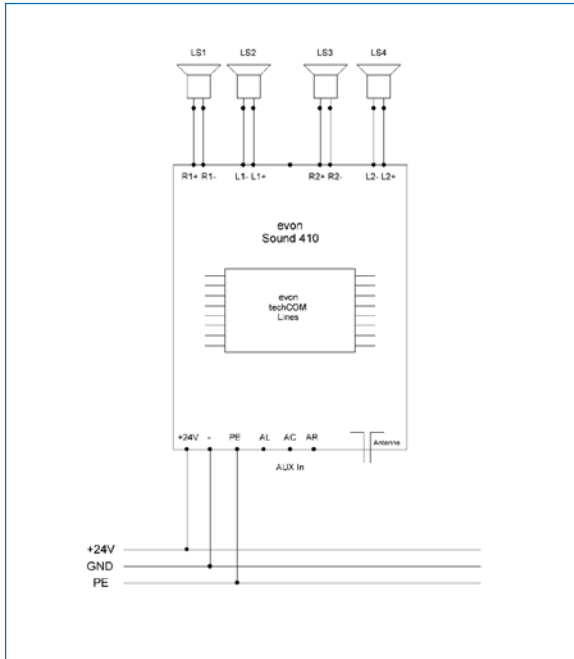 LS1 LS2 LS3 LS4
R1+ R1- L1- L1+ R2+ R2- L2- L2+
evon
Sound 410
evon
techCOM
Lines
+24V - PE AL AC AR Antenne
AUX In
+24V
GND
PE